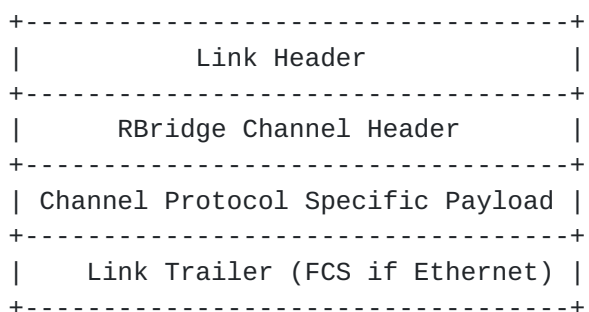 +-----------------------------------+
|           Link Header             |
+-----------------------------------+
|      RBridge Channel Header       |
+-----------------------------------+
| Channel Protocol Specific Payload |
+-----------------------------------+
|    Link Trailer (FCS if Ethernet) |
+-----------------------------------+